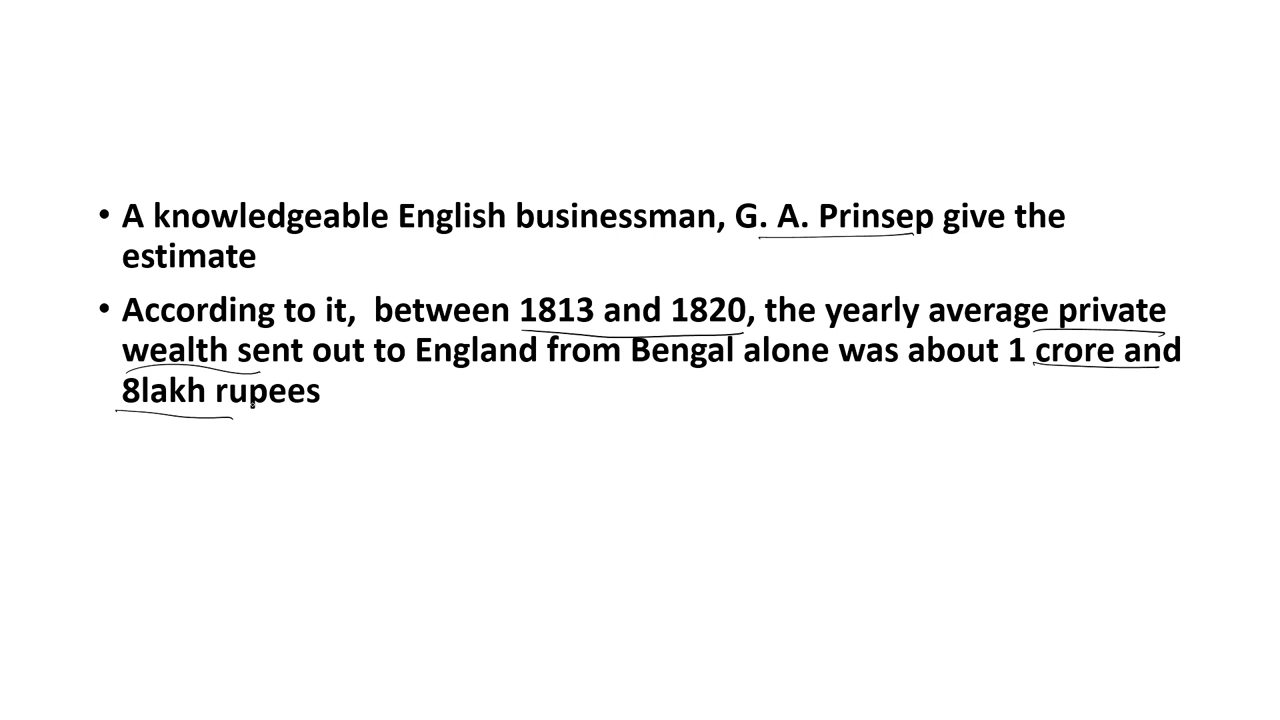 • A knowledgeable English businessman, G. A. Prinsep give the
estimate
• According to it,  between 1813 and 1820, the yearly average private
wealth sent out to England from Bengal alone was about 1 crore and
8lakh rupees